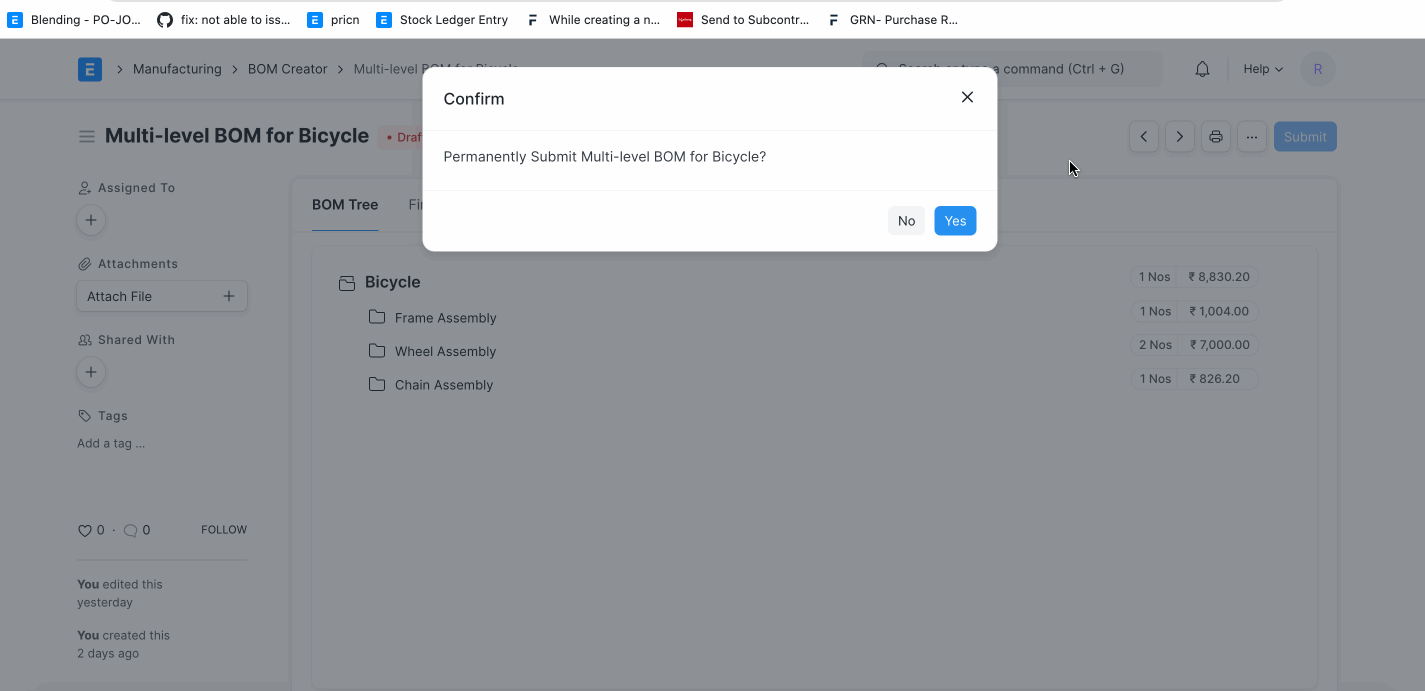 Blending - PO-JO... fix: not able to iss... pricn Stock Ledger Entry While creating a n... Send to Subcontr... GRN- Purchase R...
E Manufacturing BOM Creator Multi-level BOM for Bicycle Search or type a command (Ctrl + G) Help R
Confirm
Multi-level BOM for Bicycle Draf ... Submit
Permanently Submit Multi-level BOM for Bicycle?
No Yes
Assigned To
Attachments
Attach File
Shared With
Tags
Add a tag ...
0 · 0 FOLLOW
You edited this
yesterday
You created this
2 days ago
BOM Tree Fi
Bicycle 1 Nos ₹ 8,830.20
Frame Assembly 1 Nos ₹ 1,004.00
Wheel Assembly 2 Nos ₹ 7,000.00
Chain Assembly 1 Nos ₹ 826.20